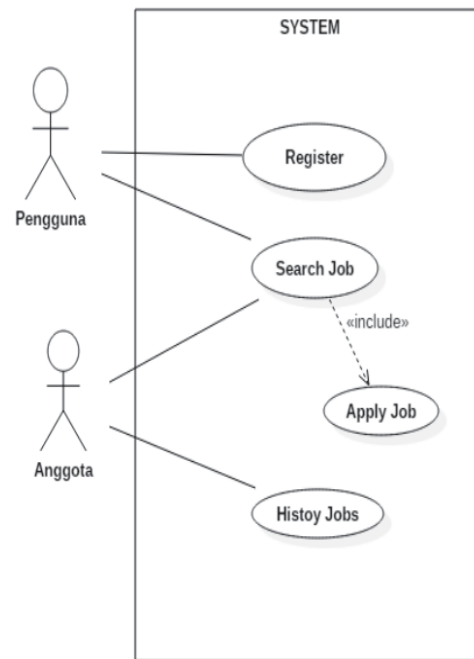 SYSTEM
Register
Pengguna
Search Job
«include»
Apply Job
Anggota
Histoy Jobs